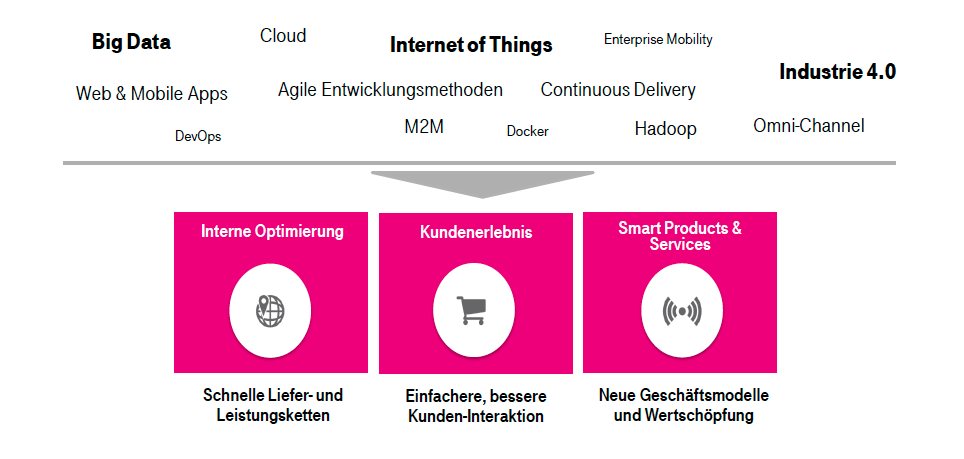 Big Data
Cloud
Internet of Things
Enterprise Mobility
Industrie 4.0
Web & Mobile Apps
Agile Entwicklungsmethoden
Continuous Delivery
DevOps
M2M
Docker
Hadoop
Omni-Channel
Interne Optimierung
Kundenerlebnis
Smart Products &
Services
Schnelle Liefer- und
Leistungsketten
Einfachere, bessere
Kunden-Interaktion
Neue Geschäftsmodelle
und Wertschöpfung